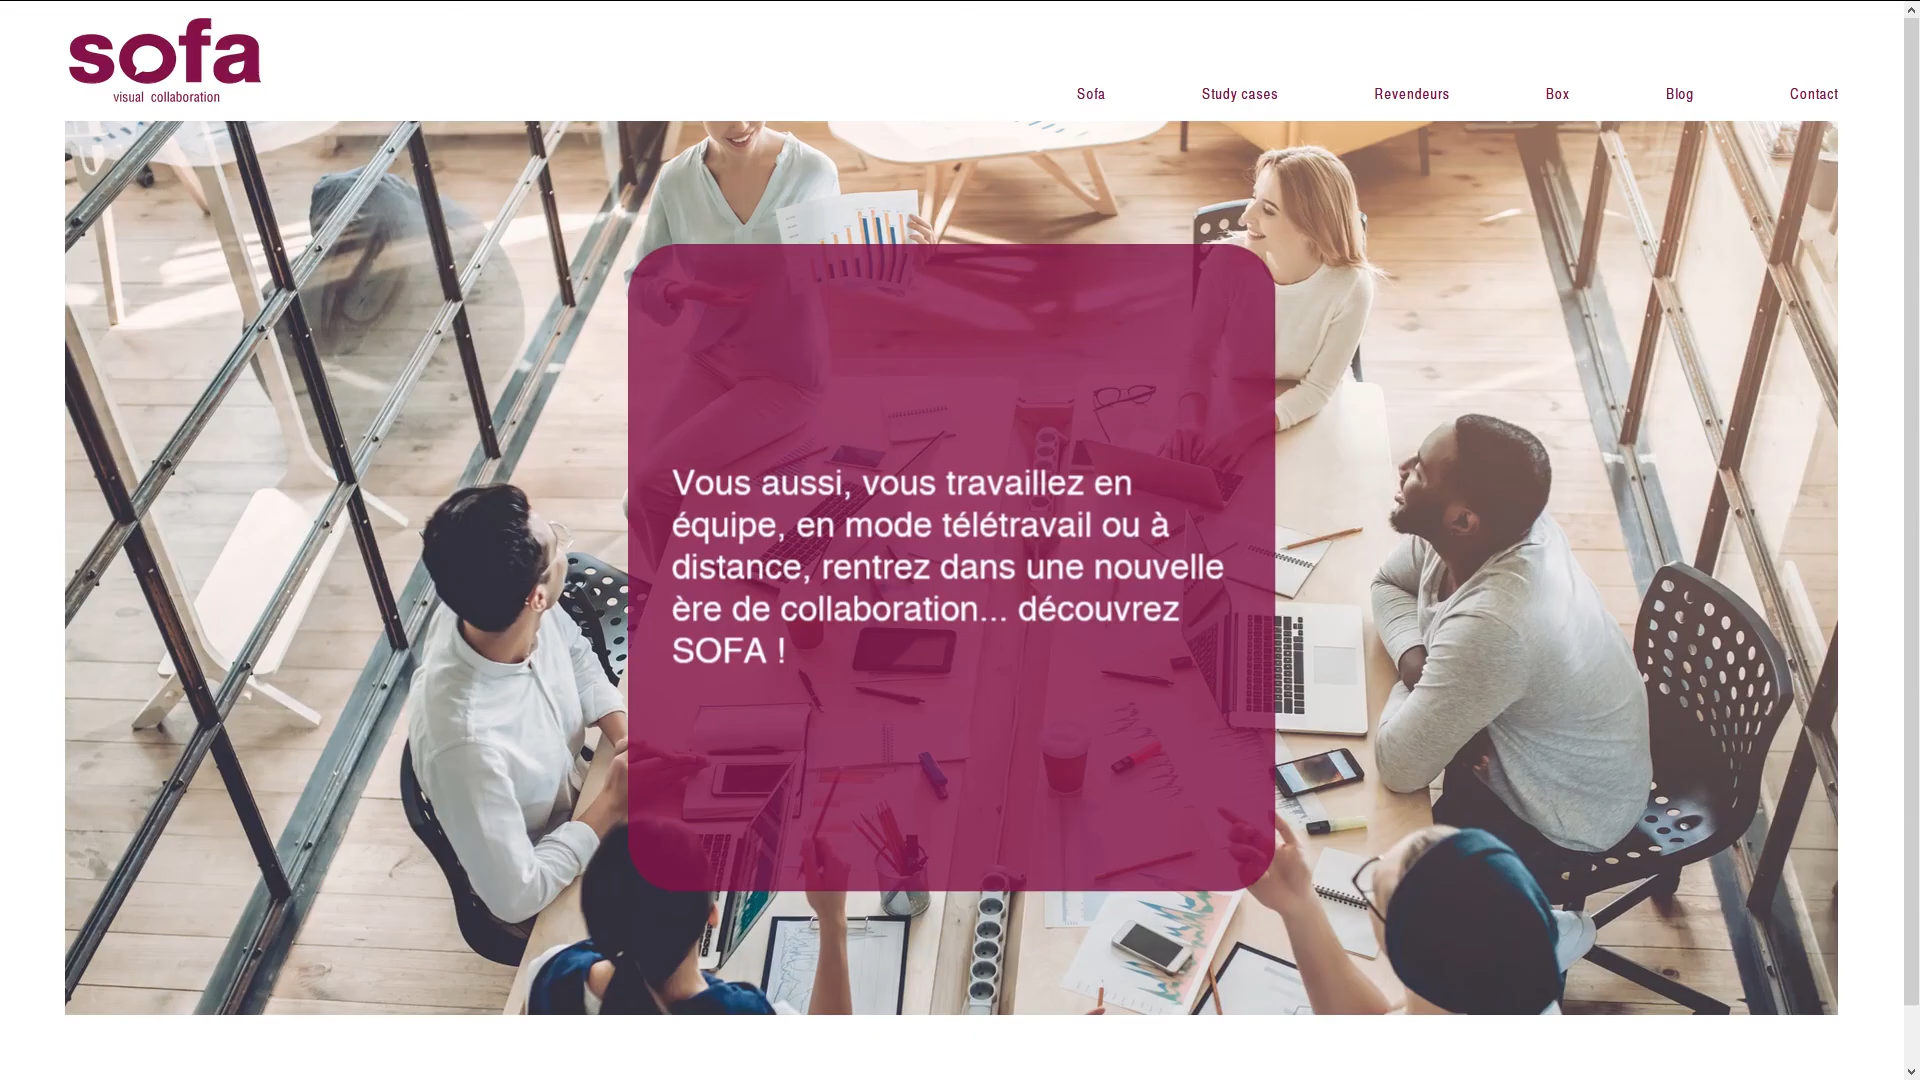 sofa
visual collaboration
Sofa
Study cases
Revendeurs
Box
Blog
Contact
Vous aussi, vous travaillez en
équipe, en mode télétravail ou à
distance, rentrez dans une nouvelle
ère de collaboration... découvrez
SOFA !